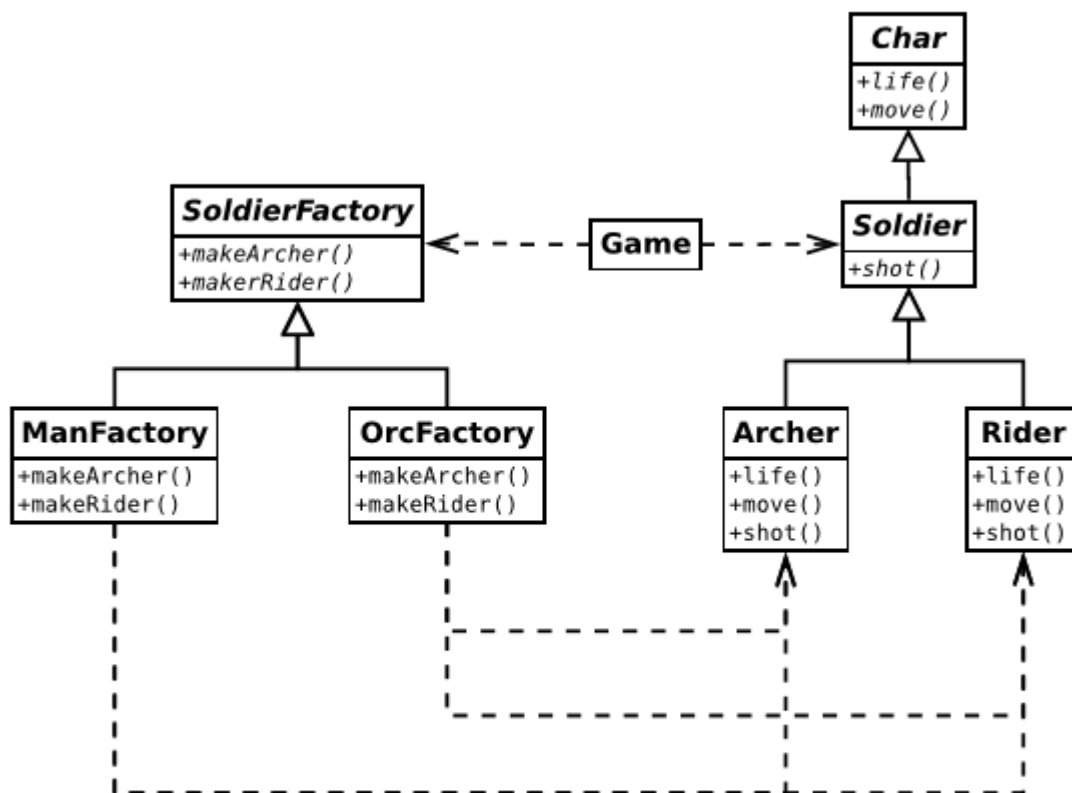 Char
+life()
+move()
SoldierFactory
+makeArcher()
+makerRider()
Game
Soldier
+shot()
ManFactory
+makeArcher()
+makeRider()
OrcFactory
+makeArcher()
+makeRider()
Archer
+life()
+move()
+shot()
Rider
+life()
+move()
+shot()